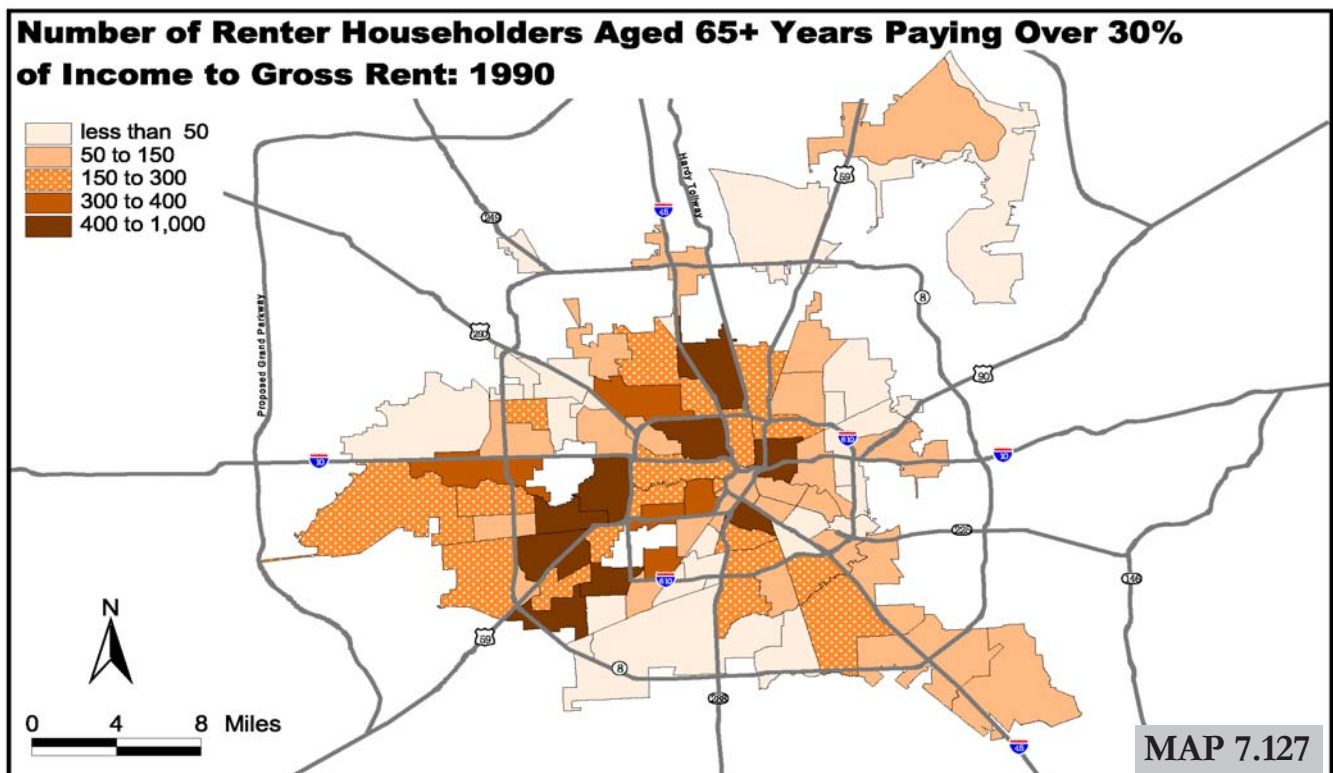 Number of Renter Householders Aged 65+ Years Paying Over 30%
of Income to Gross Rent: 1990
less than 50
50 to 150
150 to 300
300 to 400
400 to 1,000
Hardy Tollway
59
45
249
Proposed Grand Parkway
8
290
90
610
10
10
225
146
610
59
8
288
45
N
0 4 8 Miles
MAP 7.127